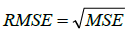 RMSE = √MSE